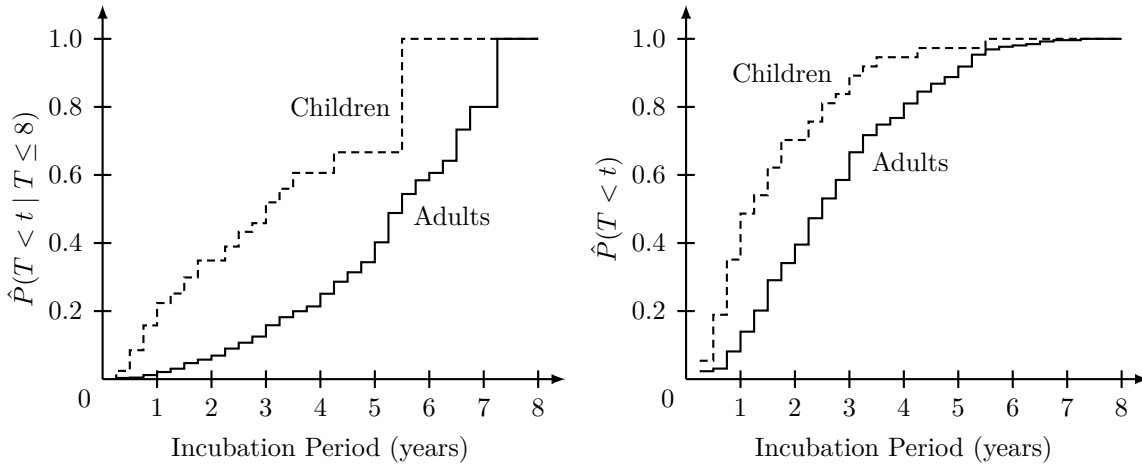 P̂(T < t | T ≤ 8)
1.0
0.8
0.6
0.4
0.2
0
Children
Adults
1 2 3 4 5 6 7 8
Incubation Period (years)
P̂(T < t)
1.0
0.8
0.6
0.4
0.2
0
Children
Adults
1 2 3 4 5 6 7 8
Incubation Period (years)